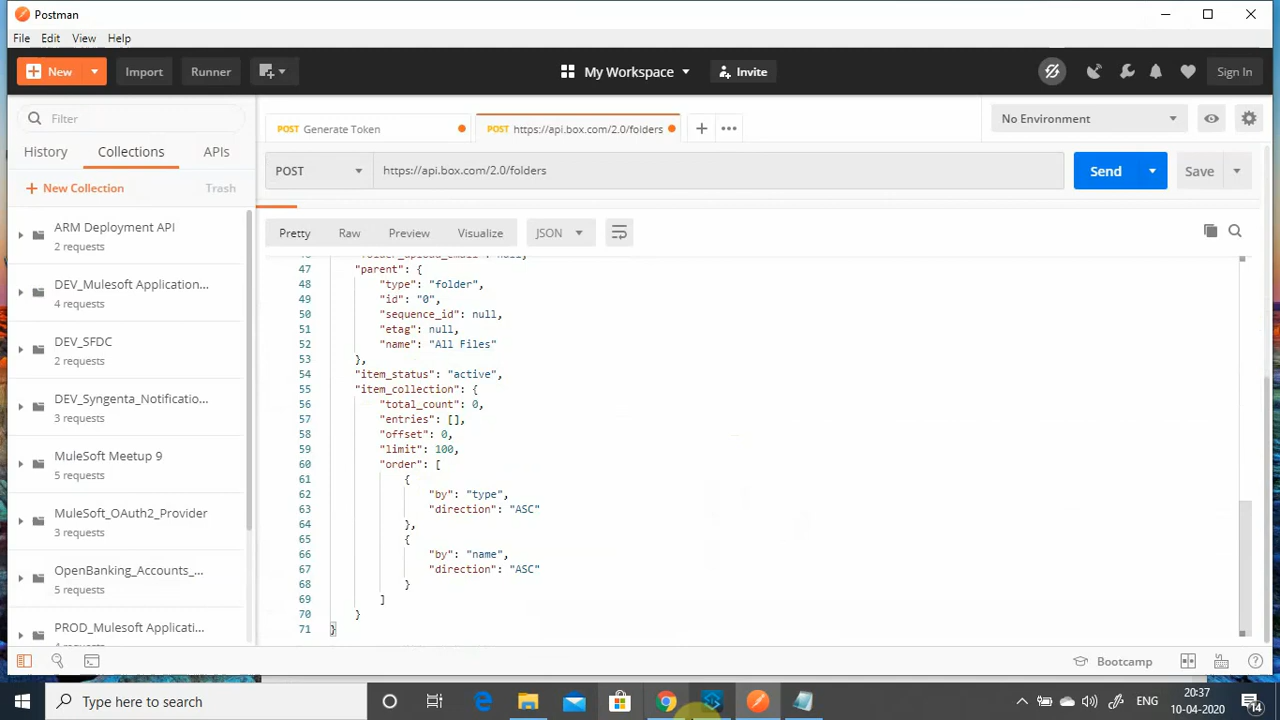 Postman
File Edit View Help
New Import Runner My Workspace Invite Sign In
Filter
POST Generate Token POST https://api.box.com/2.0/folders No Environment
History Collections APIs
POST https://api.box.com/2.0/folders Send Save
New Collection Trash
Pretty Raw Preview Visualize JSON
ARM Deployment API
2 requests
DEV_Mulesoft Application...
4 requests
DEV_SFDC
2 requests
DEV_Syngenta_Notificatio...
3 requests
MuleSoft Meetup 9
5 requests
MuleSoft_OAuth2_Provider
3 requests
OpenBanking_Accounts_...
5 requests
PROD_Mulesoft Applicati...
47 "parent": {
48 "type": "folder",
49 "id": "0",
50 "sequence_id": null,
51 "etag": null,
52 "name": "All Files"
53 },
54 "item_status": "active",
55 "item_collection": {
56 "total_count": 0,
57 "entries": [],
58 "offset": 0,
59 "limit": 100,
60 "order": [
61 {
62 "by": "type",
63 "direction": "ASC"
64 },
65 {
66 "by": "name",
67 "direction": "ASC"
68 }
69 ]
70 }
71 }
Bootcamp
Type here to search
ENG
20:37
10-04-2020
14